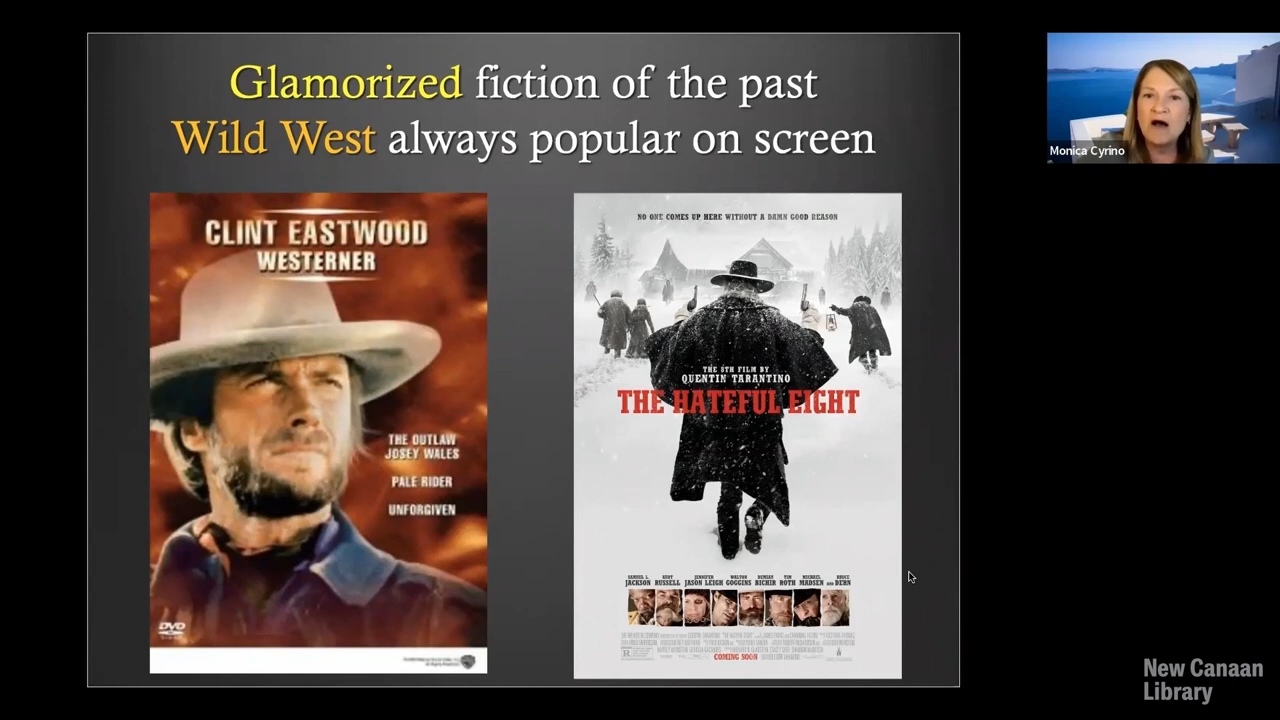 Glamorized fiction of the past
Wild West always popular on screen
Monica Cyrino
CLINT EASTWOOD
WESTERNER
THE OUTLAW
JOSEY WALES
PALE RIDER
UNFORGIVEN
DVD
NO ONE COMES UP HERE WITHOUT A DAMN GOOD REASON
THE 8TH FILM BY
QUENTIN TARANTINO
THE HATEFUL EIGHT
SAMUEL L. JACKSON KURT RUSSELL JENNIFER JASON LEIGH WALTON GOGGINS DEMIAN BICHIR TIM ROTH MICHAEL MADSEN AND BRUCE DERN
R
COMING SOON
New Canaan
Library